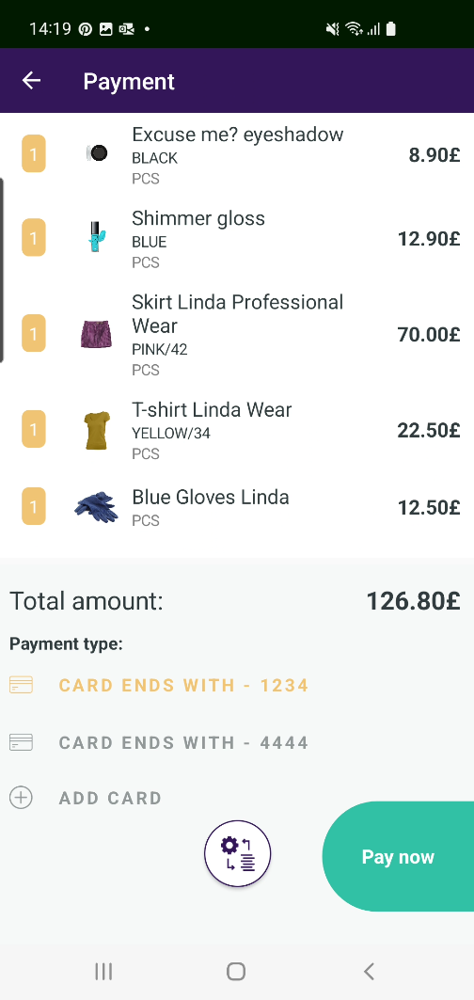 14:19
Payment
1
Excuse me? eyeshadow
BLACK
PCS
8.90£
1
Shimmer gloss
BLUE
PCS
12.90£
1
Skirt Linda Professional
Wear
PINK/42
PCS
70.00£
1
T-shirt Linda Wear
YELLOW/34
PCS
22.50£
1
Blue Gloves Linda
PCS
12.50£
Total amount:
126.80£
Payment type:
CARD ENDS WITH - 1234
CARD ENDS WITH - 4444
ADD CARD
Pay now